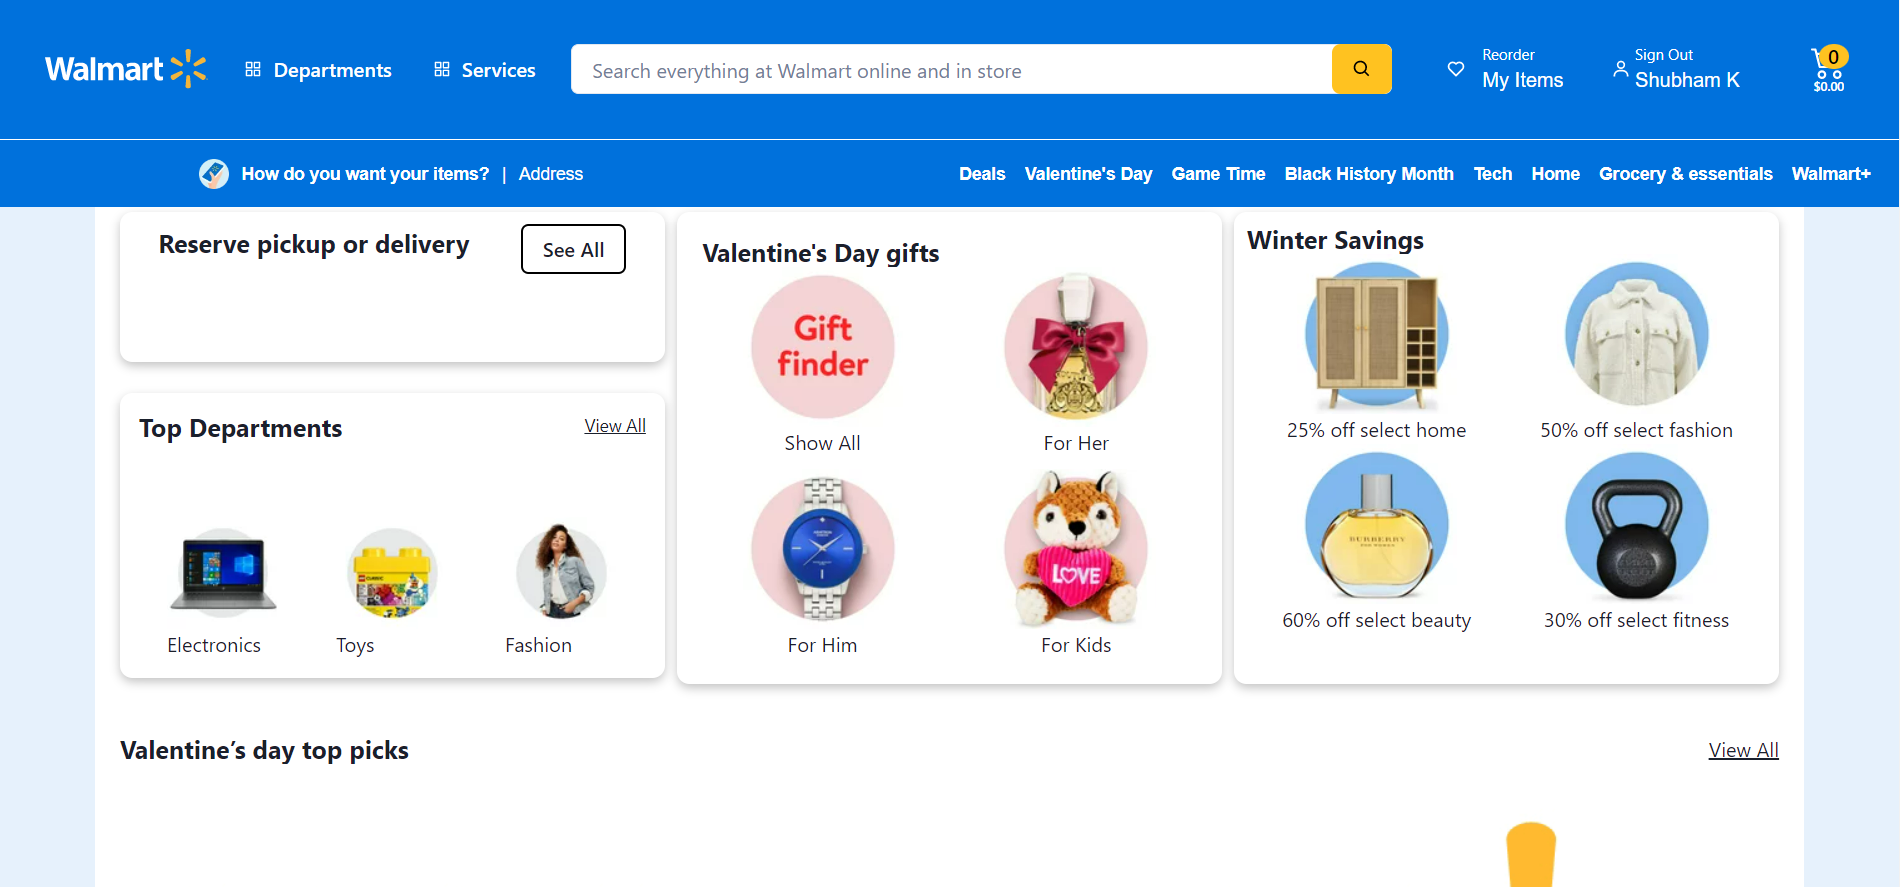 Walmart
Departments
Services
Search everything at Walmart online and in store
Reorder
My Items
Sign Out
Shubham K
0
$0.00
How do you want your items? | Address
Deals
Valentine's Day
Game Time
Black History Month
Tech
Home
Grocery & essentials
Walmart+
Reserve pickup or delivery
See All
Top Departments
View All
CLASSIC
Electronics
Toys
Fashion
Valentine's Day gifts
Gift
finder
Show All
For Her
LOVE
For Him
For Kids
Winter Savings
25% off select home
50% off select fashion
BURBERRY
60% off select beauty
30% off select fitness
Valentine’s day top picks
View All